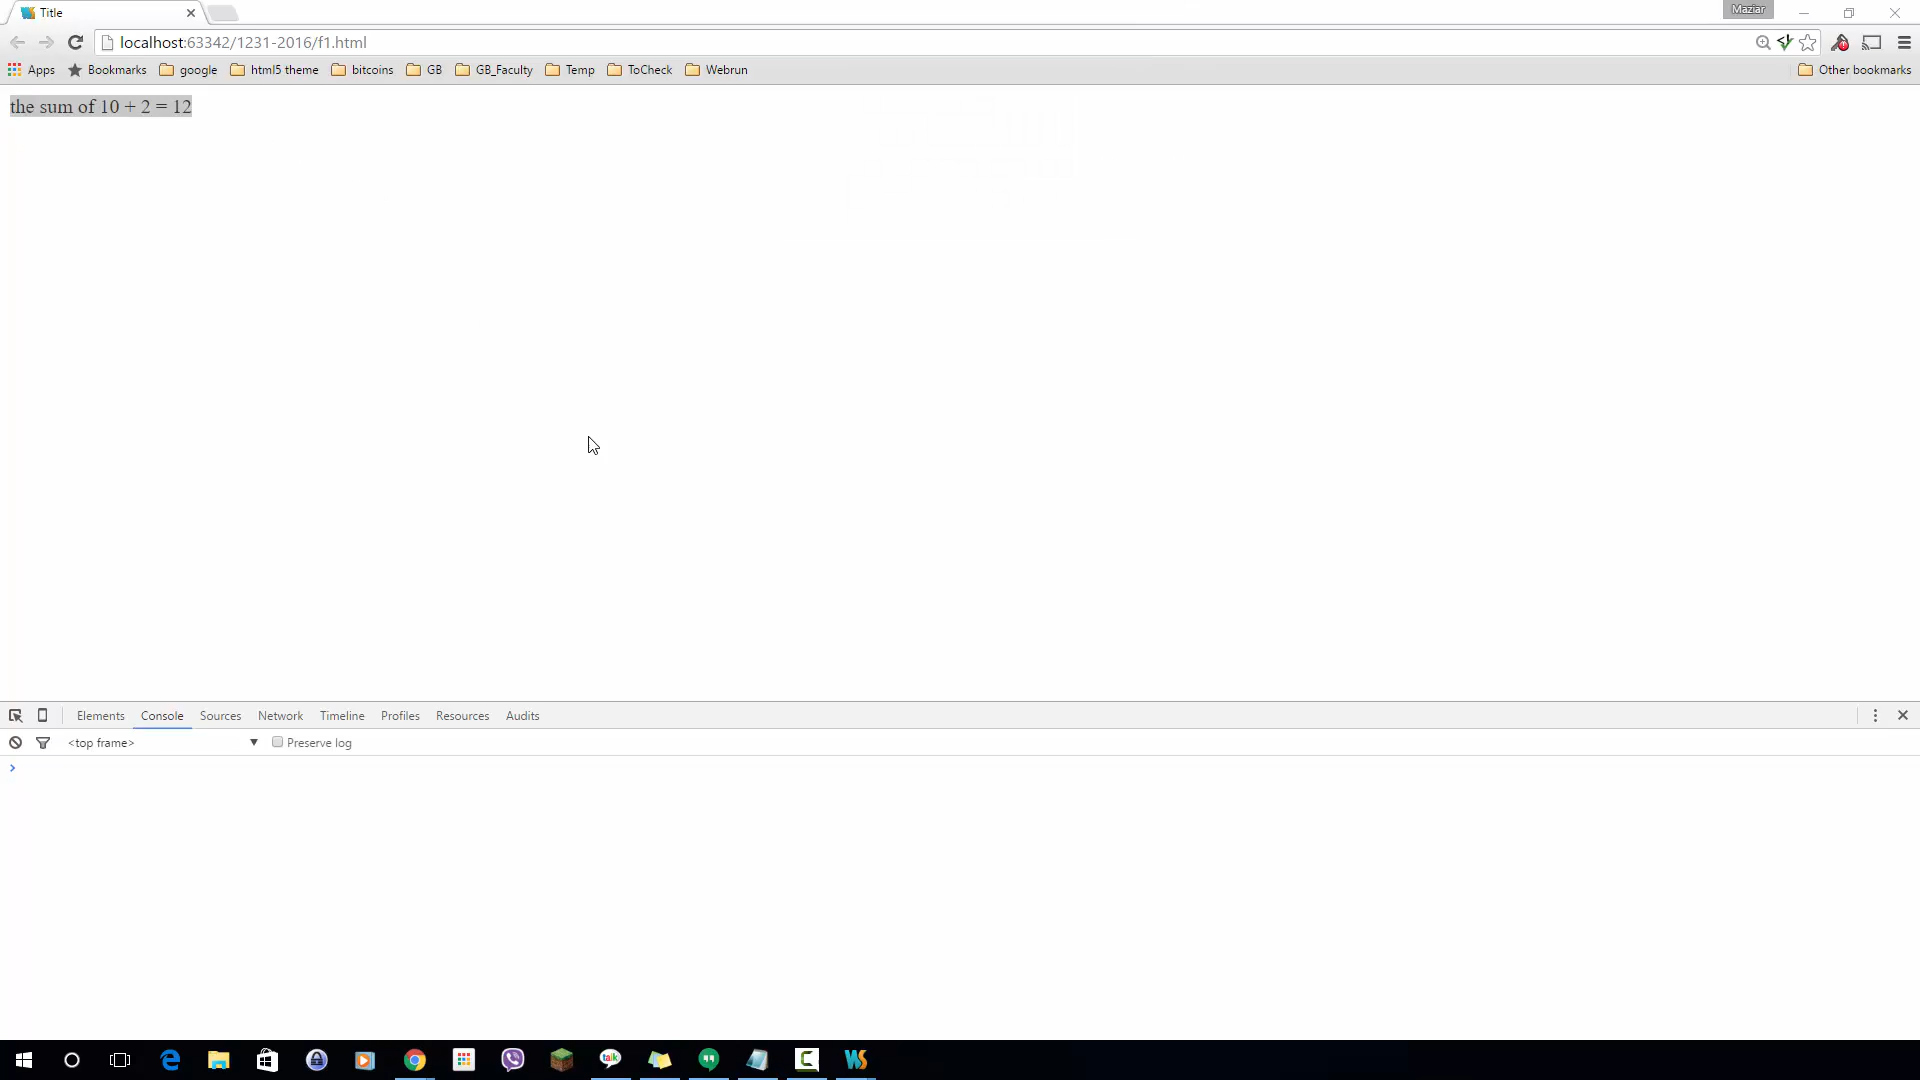 Title
Maziar
localhost:63342/1231-2016/f1.html
Apps Bookmarks google html5 theme bitcoins GB GB_Faculty Temp ToCheck Webrun Other bookmarks
the sum of 10 + 2 = 12
Elements Console Sources Network Timeline Profiles Resources Audits
<top frame> Preserve log
talk